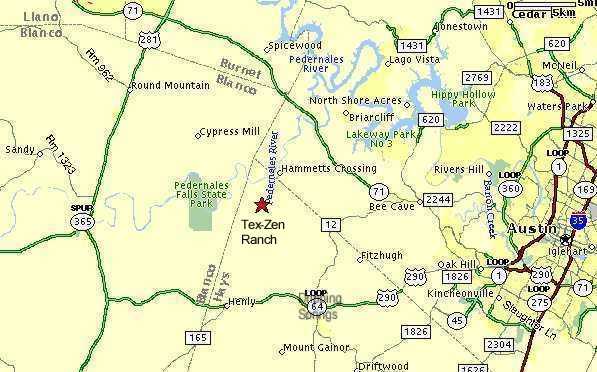 Llano
Blanco
71
281
Rm 962
Spicewood
Pedernales
River
1431
1431
Jonestown
Cedar
5km
620
Lago Vista
2769
183
McNeil
Burnet
Blanco
Round Mountain
Hippy Hollow
Park
North Shore Acres
Briarcliff
620
Waters Park
Cypress Mill
Lakeway Park
No 3
2222
1325
LOOP
1
Sandy
Rm 1323
Pedernales River
Hammetts Crossing
Rivers Hill
LOOP
360
169
Pedernales
Falls State
Park
71
Bee Cave
2244
Barton Creek
SPUR
365
Tex-Zen
Ranch
12
35
Austin
Iglehart
Fitzhugh
Oak Hill
1826
LOOP
1
290
Blanco
Hays
Henly
LOOP
64
Springs
290
290
Kincheonville
LOOP
275
71
45
Slaughter Ln
165
1826
Mount Gainor
2304
Driftwood
1626
1626